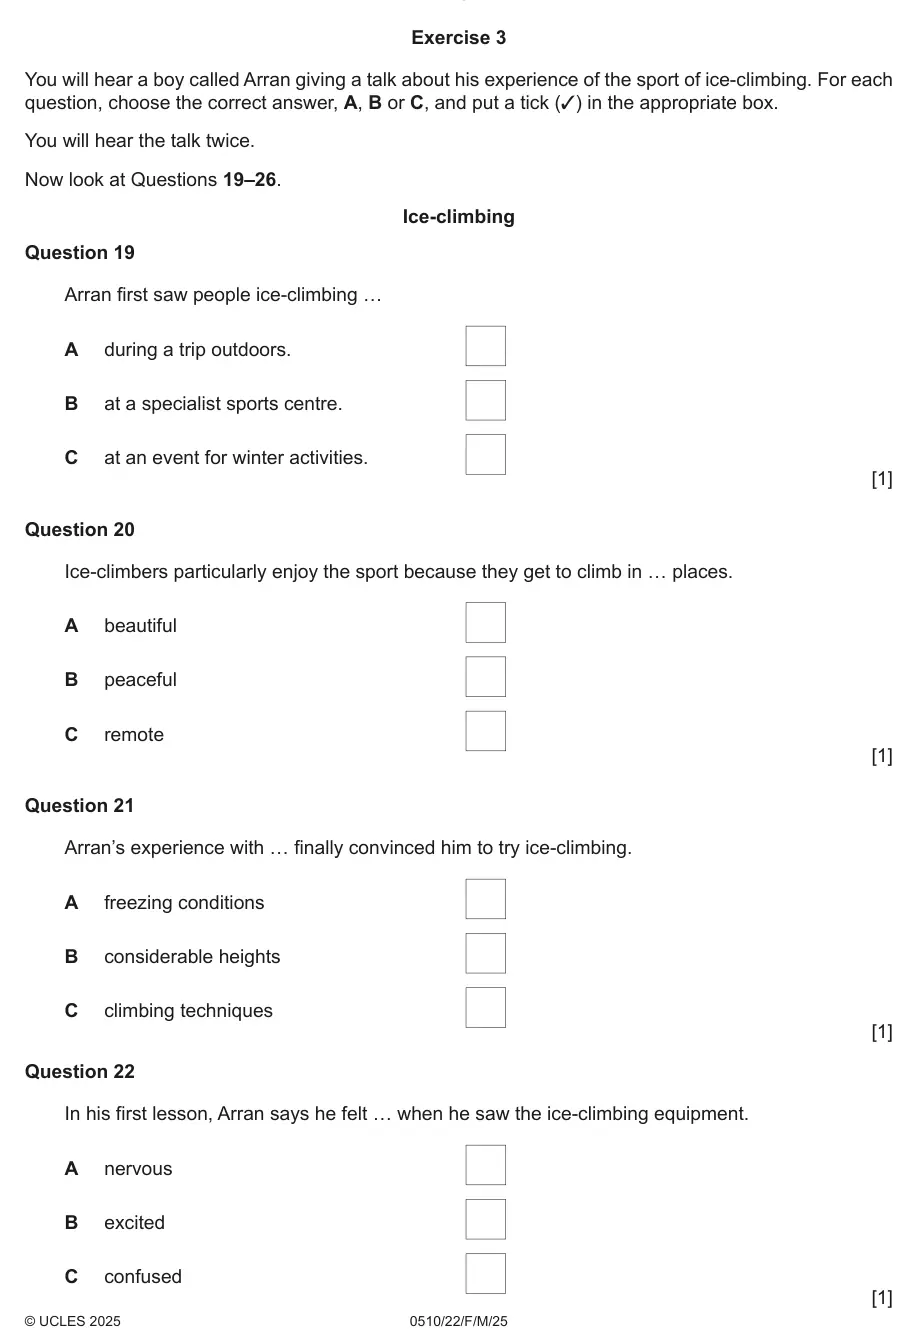 Exercise 3
You will hear a boy called Arran giving a talk about his experience of the sport of ice-climbing. For each
question, choose the correct answer, A, B or C, and put a tick (✓) in the appropriate box.
You will hear the talk twice.
Now look at Questions 19–26.
Ice-climbing
Question 19
Arran first saw people ice-climbing …
A during a trip outdoors.
B at a specialist sports centre.
C at an event for winter activities.
[1]
Question 20
Ice-climbers particularly enjoy the sport because they get to climb in … places.
A beautiful
B peaceful
C remote
[1]
Question 21
Arran’s experience with … finally convinced him to try ice-climbing.
A freezing conditions
B considerable heights
C climbing techniques
[1]
Question 22
In his first lesson, Arran says he felt … when he saw the ice-climbing equipment.
A nervous
B excited
C confused
[1]
© UCLES 2025 0510/22/F/M/25